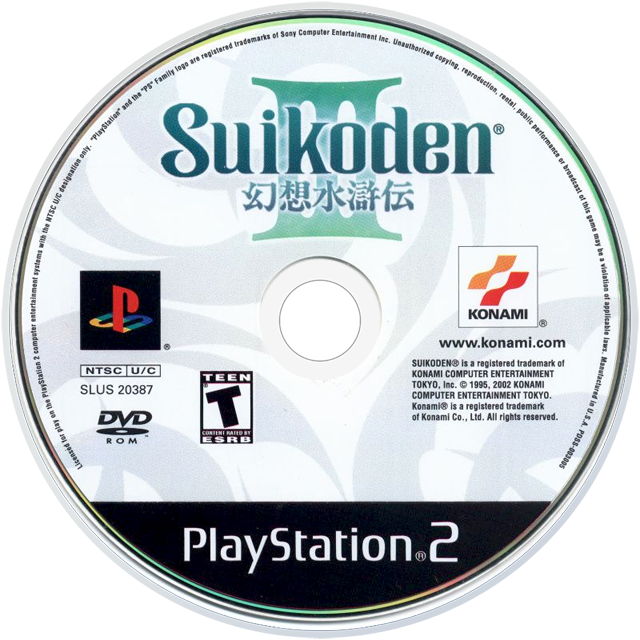 Licensed for play on the PlayStation 2 computer entertainment systems with the NTSC U/C designation only. "PlayStation" and the "PS" Family logo are registered trademarks of Sony Computer Entertainment Inc. Unauthorized copying, reproduction, rental, public performance or broadcast of this game may be a violation of applicable laws. Manufactured in U.S.A. PDSS-003005
III
Suikoden®
幻想水滸伝
®
KONAMI®
www.konami.com®
NTSC U/C
SLUS 20387
DVD
ROM™
TEEN
T
CONTENT RATED BY
ESRB
SUIKODEN® is a registered trademark of
KONAMI COMPUTER ENTERTAINMENT
TOKYO, Inc. © 1995, 2002 KONAMI
COMPUTER ENTERTAINMENT TOKYO.
Konami® is a registered trademark
of Konami Co., Ltd. All rights reserved.
PlayStation®2